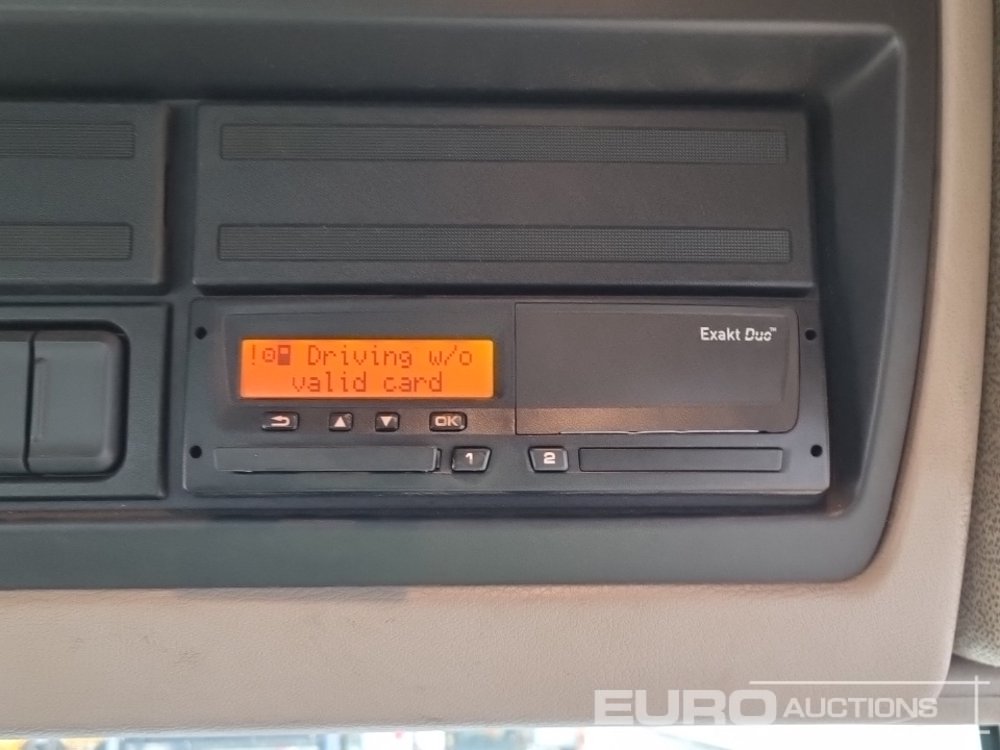 Exakt Duo™
! Driving w/o
valid card
OK
1
2
EURO AUCTIONS